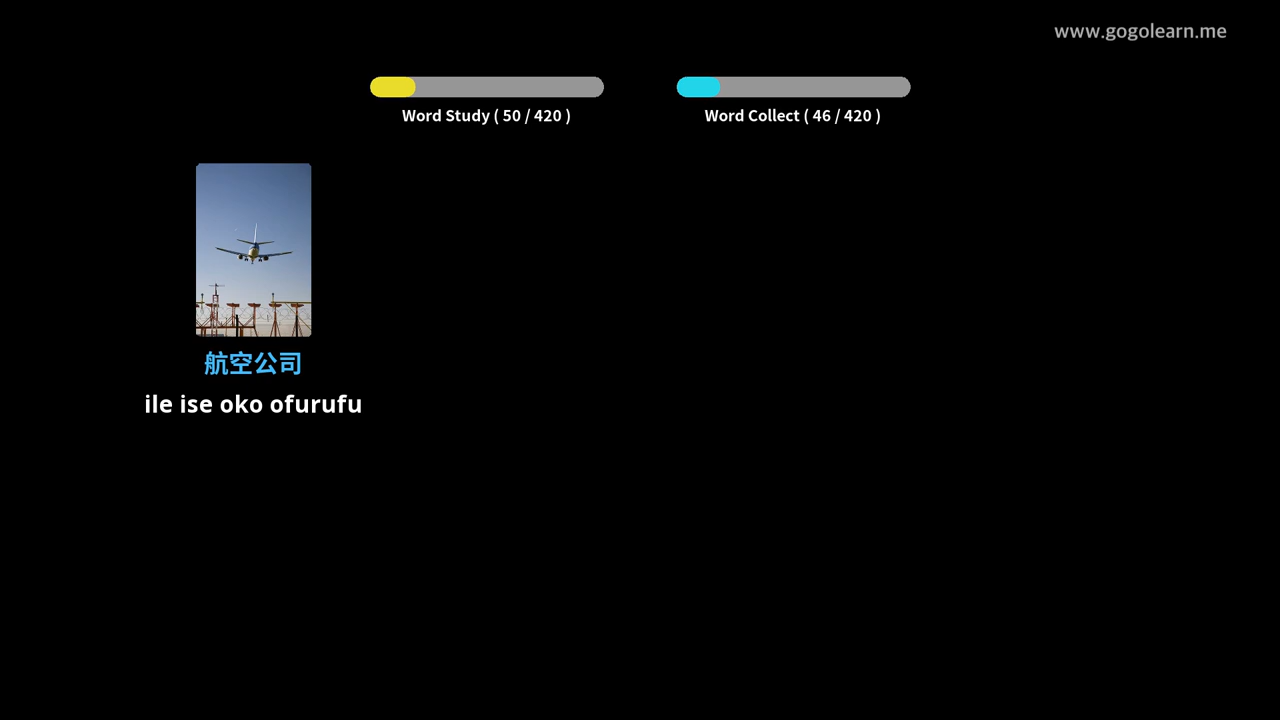 www.gogolearn.me
Word Study ( 50 / 420 )
Word Collect ( 46 / 420 )
航空公司
ile ise oko ofurufu